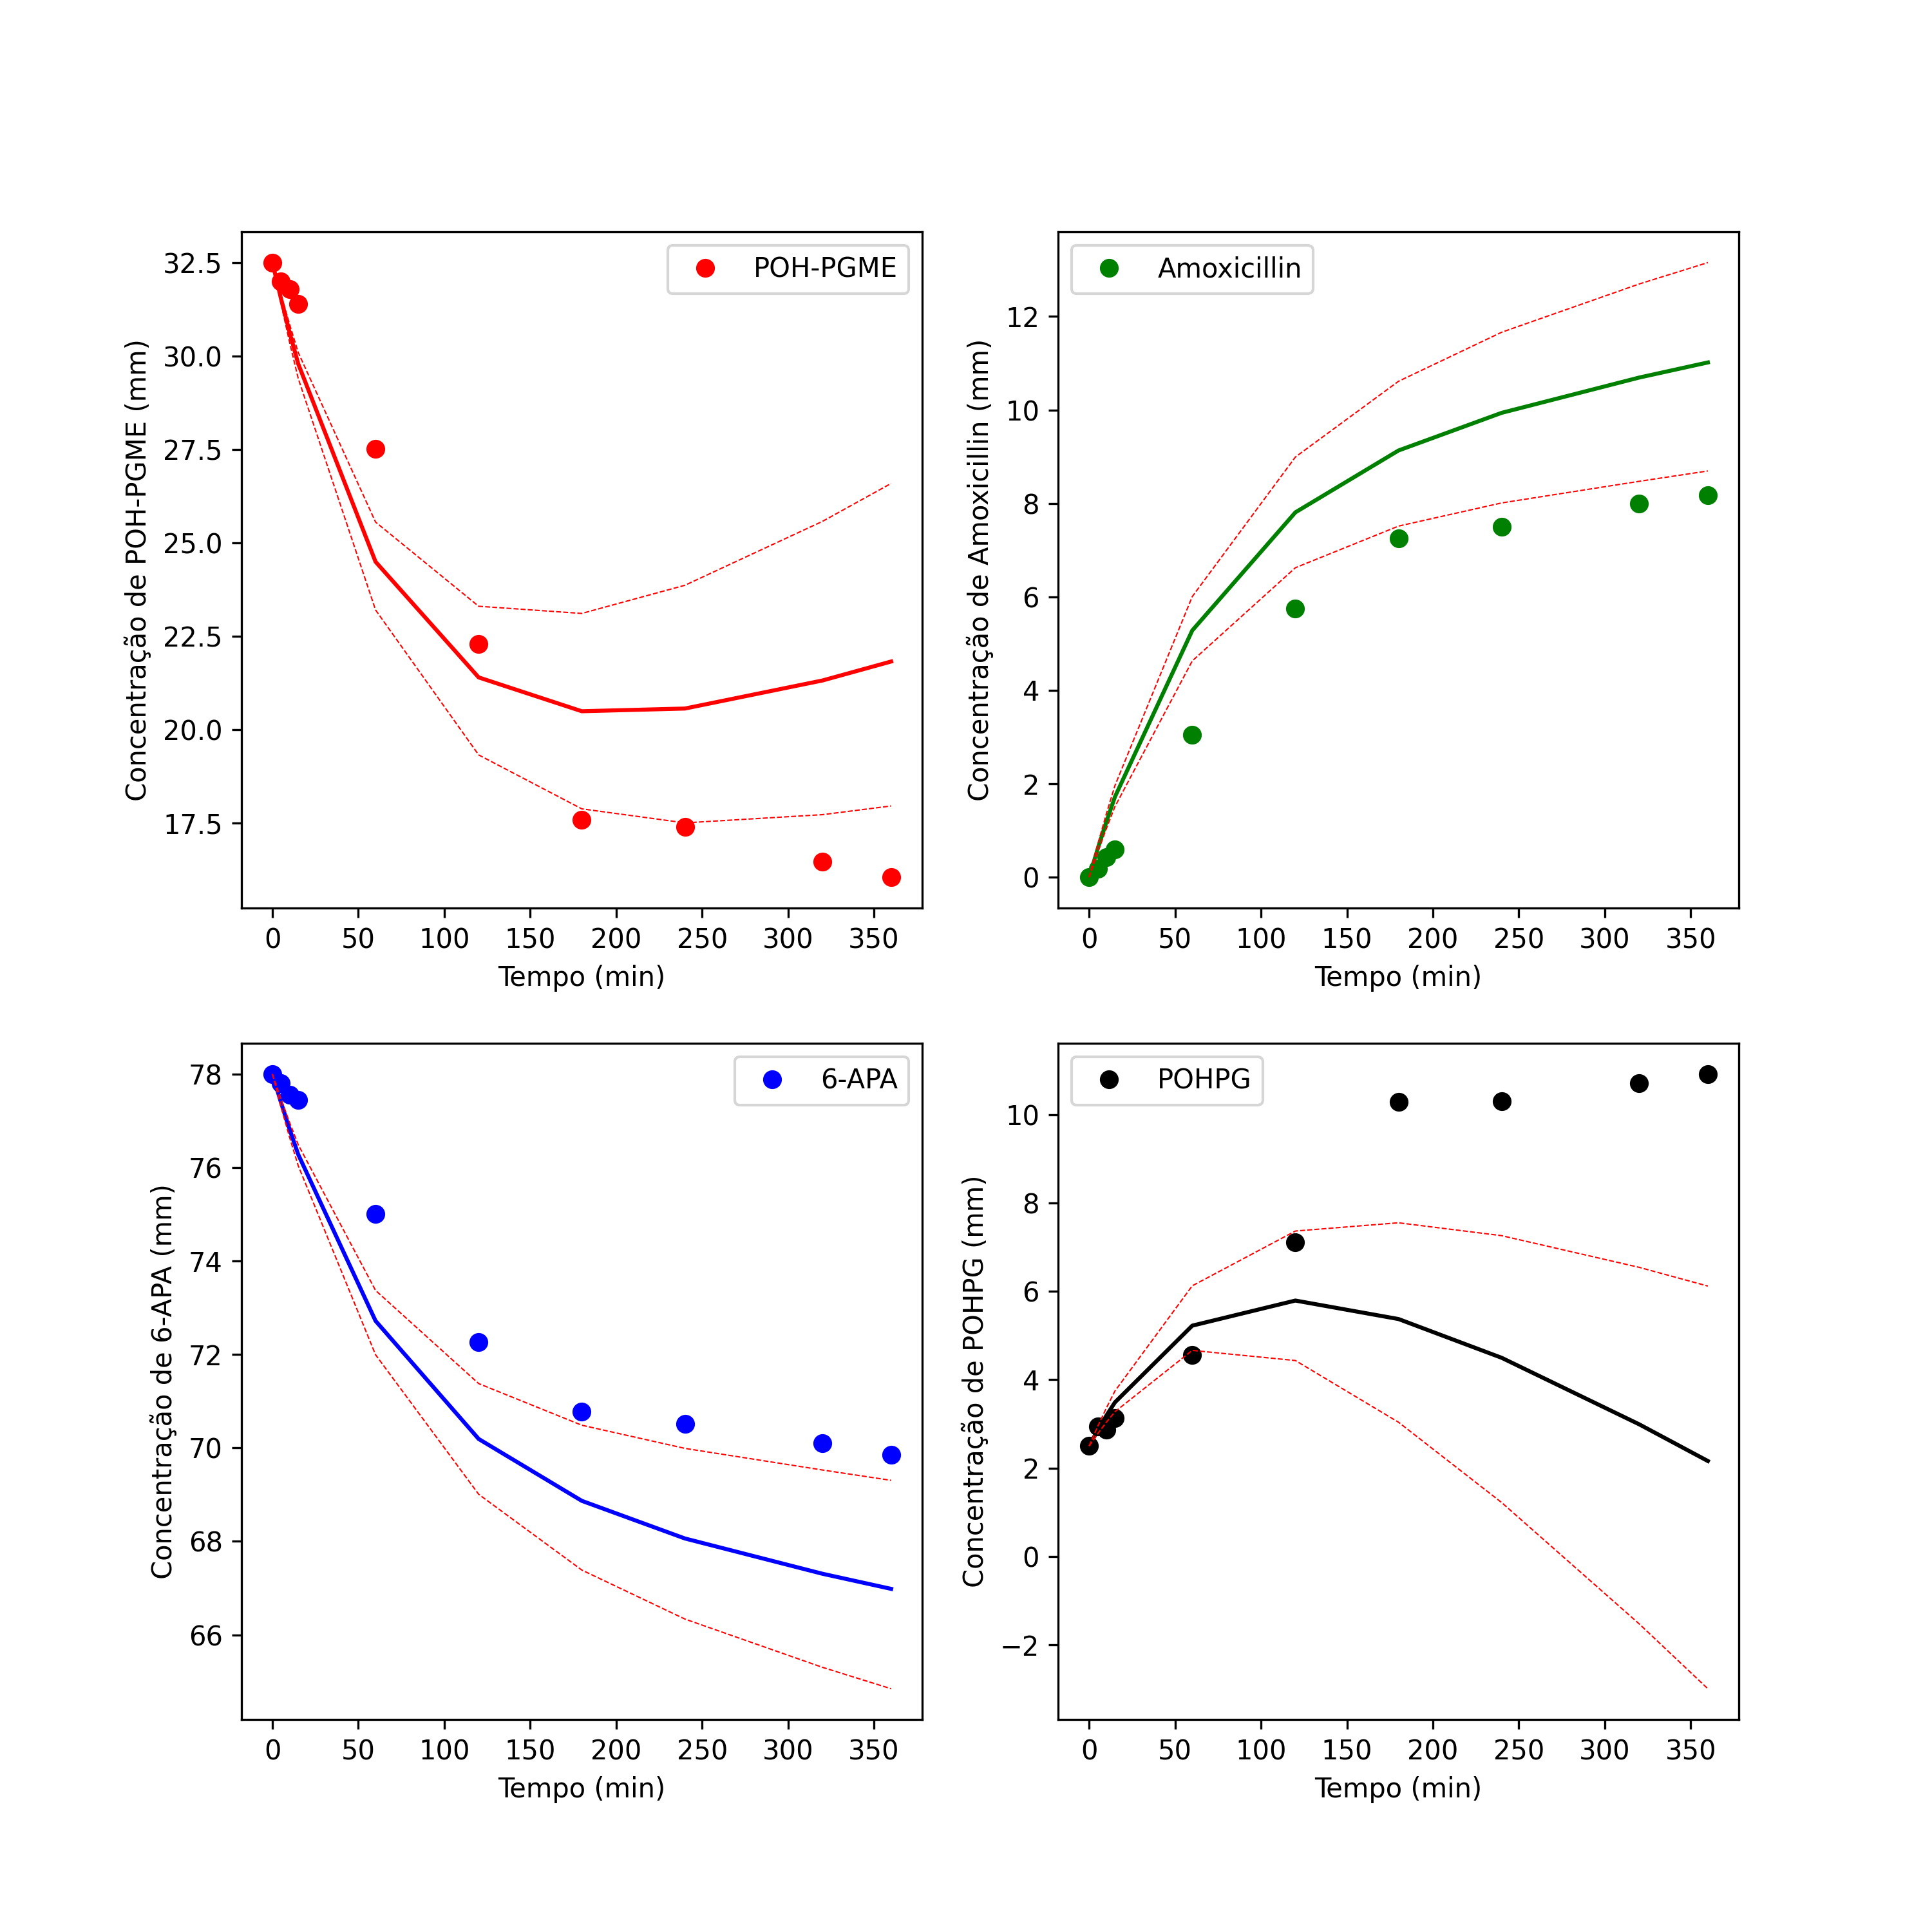 POH-PGME
Concentração de POH-PGME (mm)
32.5
30.0
27.5
25.0
22.5
20.0
17.5
0 50 100 150 200 250 300 350
Tempo (min)
Amoxicillin
Concentração de Amoxicillin (mm)
12
10
8
6
4
2
0
0 50 100 150 200 250 300 350
Tempo (min)
6-APA
Concentração de 6-APA (mm)
78
76
74
72
70
68
66
0 50 100 150 200 250 300 350
Tempo (min)
POHPG
Concentração de POHPG (mm)
10
8
6
4
2
0
−2
0 50 100 150 200 250 300 350
Tempo (min)